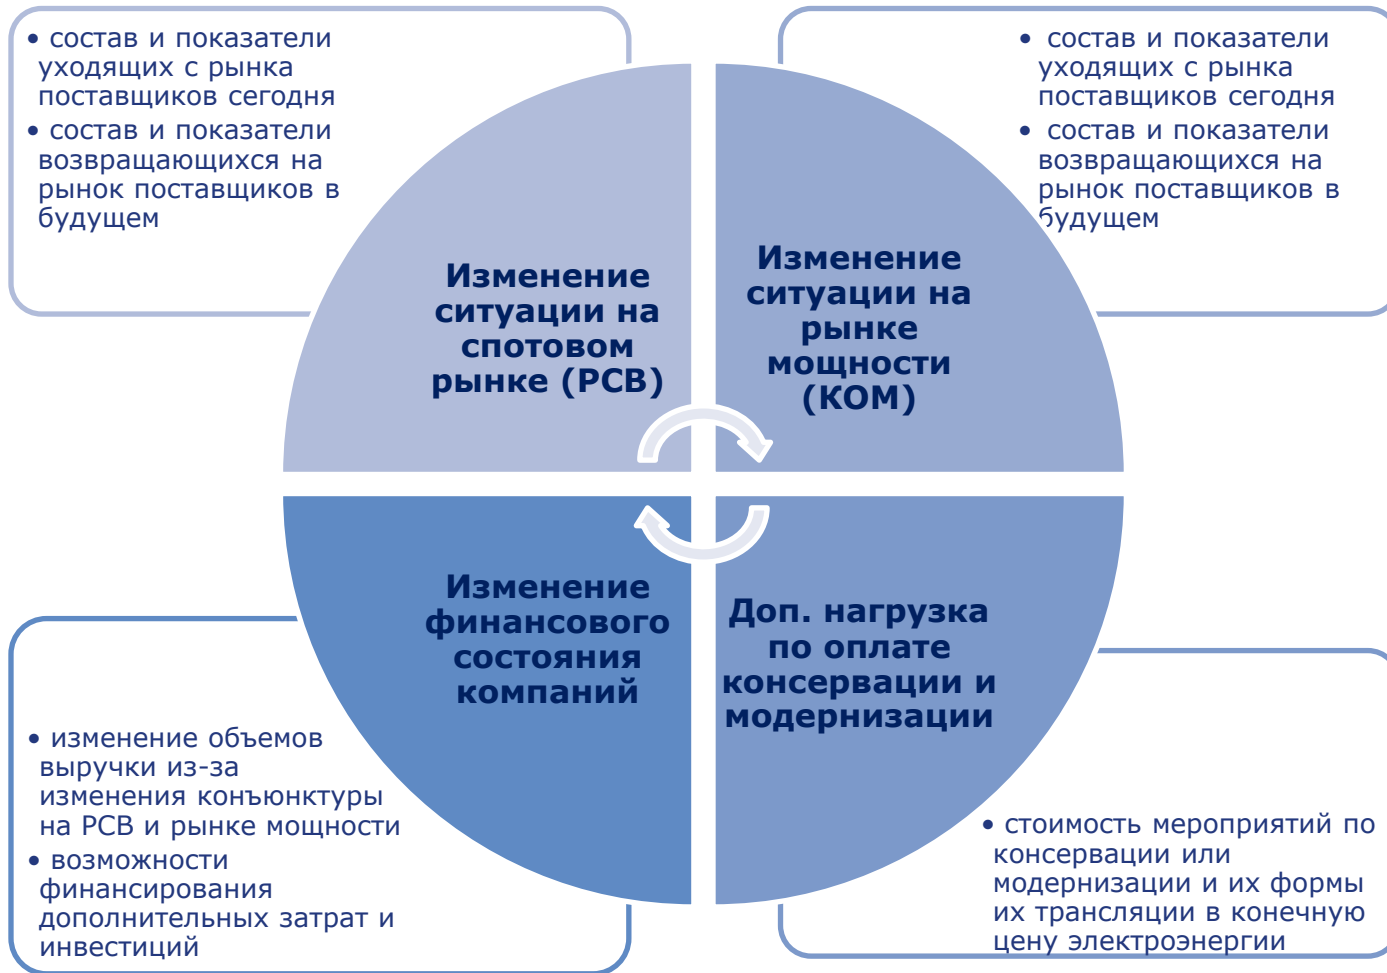 • состав и показатели
уходящих с рынка
поставщиков сегодня
• состав и показатели
возвращающихся на
рынок поставщиков в
будущем
• состав и показатели
уходящих с рынка
поставщиков сегодня
• состав и показатели
возвращающихся на
рынок поставщиков в
будущем
Изменение
ситуации на
спотовом
рынке (РСВ)
Изменение
ситуации на
рынке
мощности
(КОМ)
Изменение
финансового
состояния
компаний
Доп. нагрузка
по оплате
консервации и
модернизации
• изменение объемов
выручки из-за
изменения конъюнктуры
на РСВ и рынке мощности
• возможности
финансирования
дополнительных затрат и
инвестиций
• стоимость мероприятий по
консервации или
модернизации и их формы
их трансляции в конечную
цену электроэнергии